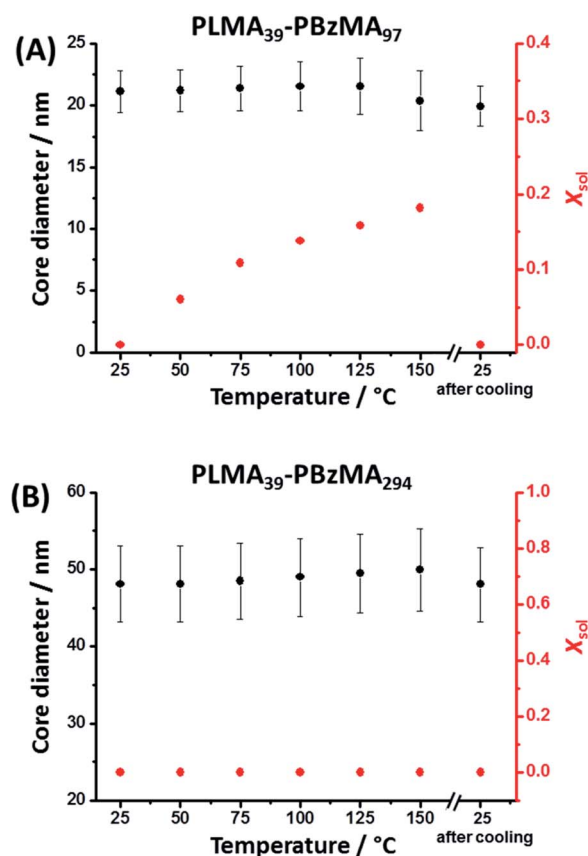 (A)
PLMA39-PBzMA97
Core diameter / nm
25
20
15
10
5
0
0.4
0.3
0.2
0.1
0.0
Xsol
25 50 75 100 125 150 25
after cooling
Temperature / °C
(B)
PLMA39-PBzMA294
Core diameter / nm
60
50
40
30
20
1.0
0.8
0.6
0.4
0.2
0.0
Xsol
25 50 75 100 125 150 25
after cooling
Temperature / °C